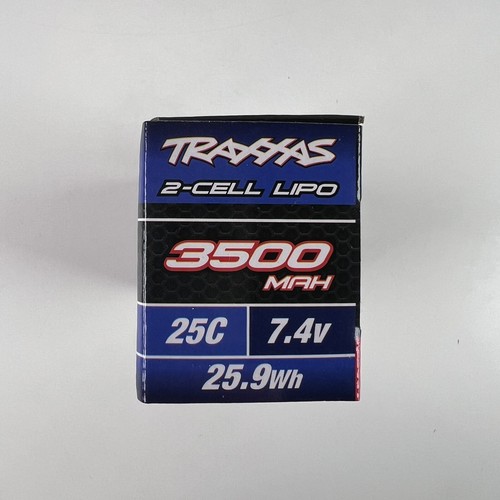 TRAXXAS
2-CELL LIPO
3500
MAH
25C 7.4V
25.9Wh